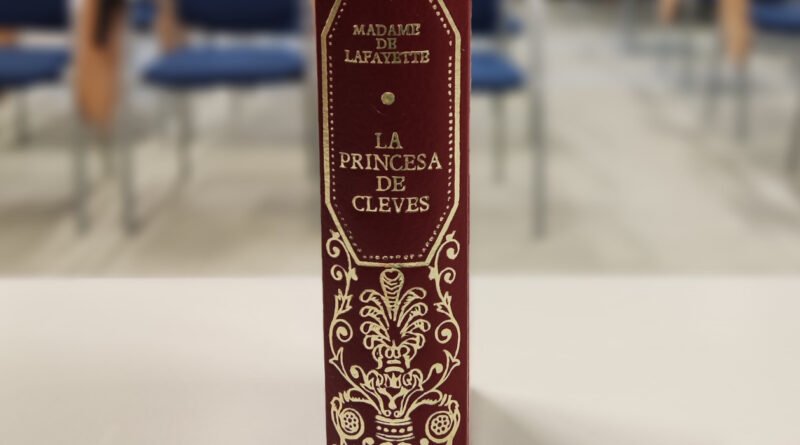 MADAME
DE
LAFAYETTE
LA
PRINCESA
DE
CLEVES